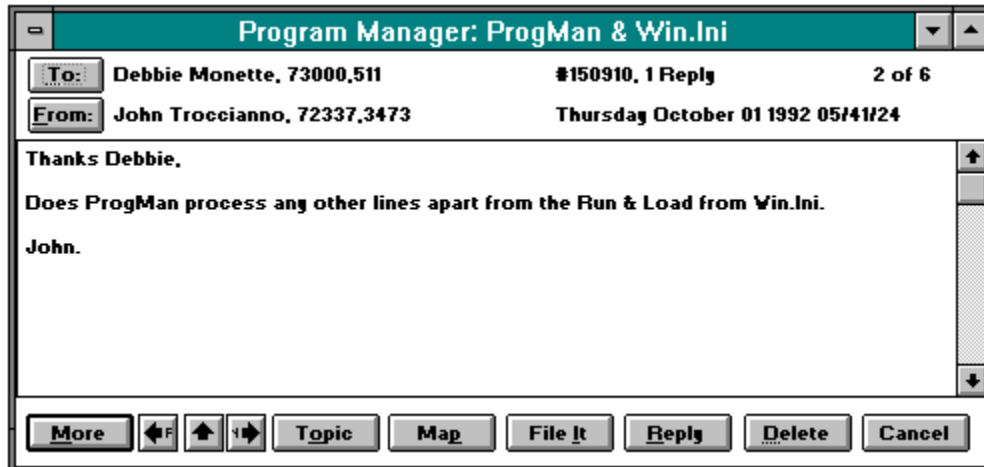 Program Manager: ProgMan & Win.Ini
To: Debbie Monette, 73000,511 #150910, 1 Reply 2 of 6
From: John Troccianno, 72337,3473 Thursday October 01 1992 05/41/24
Thanks Debbie,
Does ProgMan process any other lines apart from the Run & Load from Win.Ini.
John.
More F Topic Map File It Reply Delete Cancel